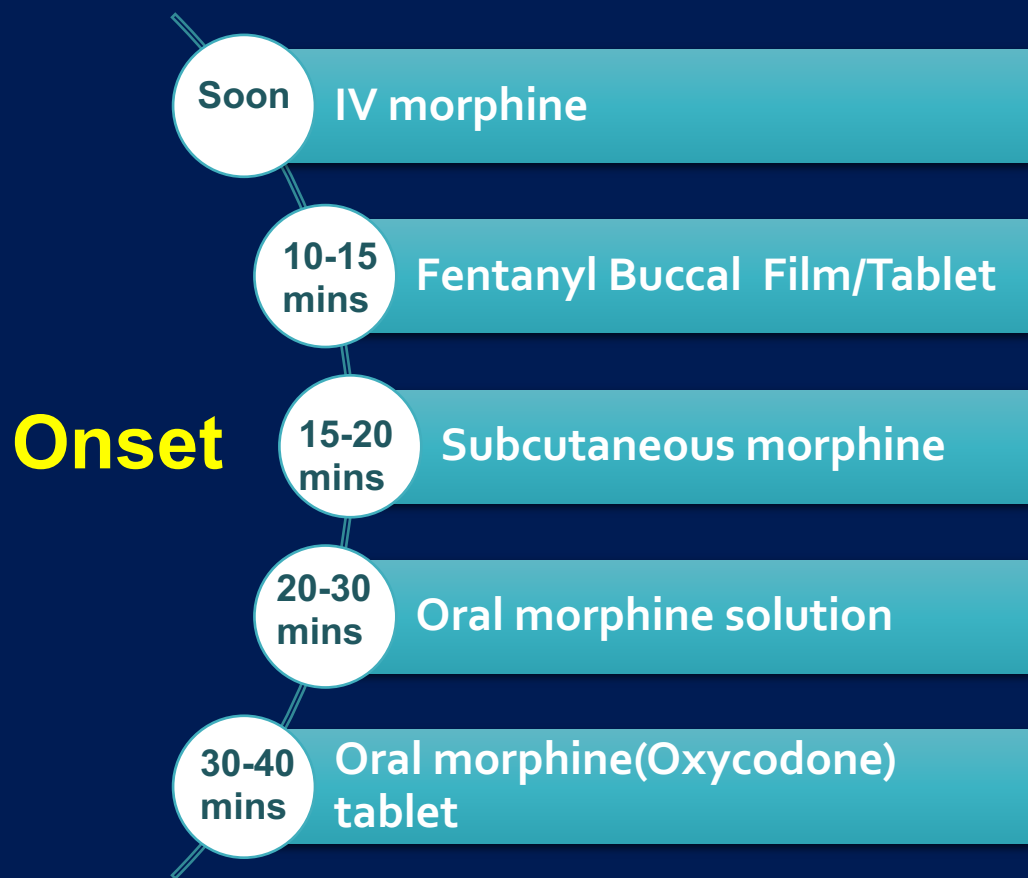 Soon
IV morphine
10-15
mins
Fentanyl Buccal  Film/Tablet
Onset
15-20
mins
Subcutaneous morphine
20-30
mins
Oral morphine solution
30-40
mins
Oral morphine(Oxycodone)
tablet